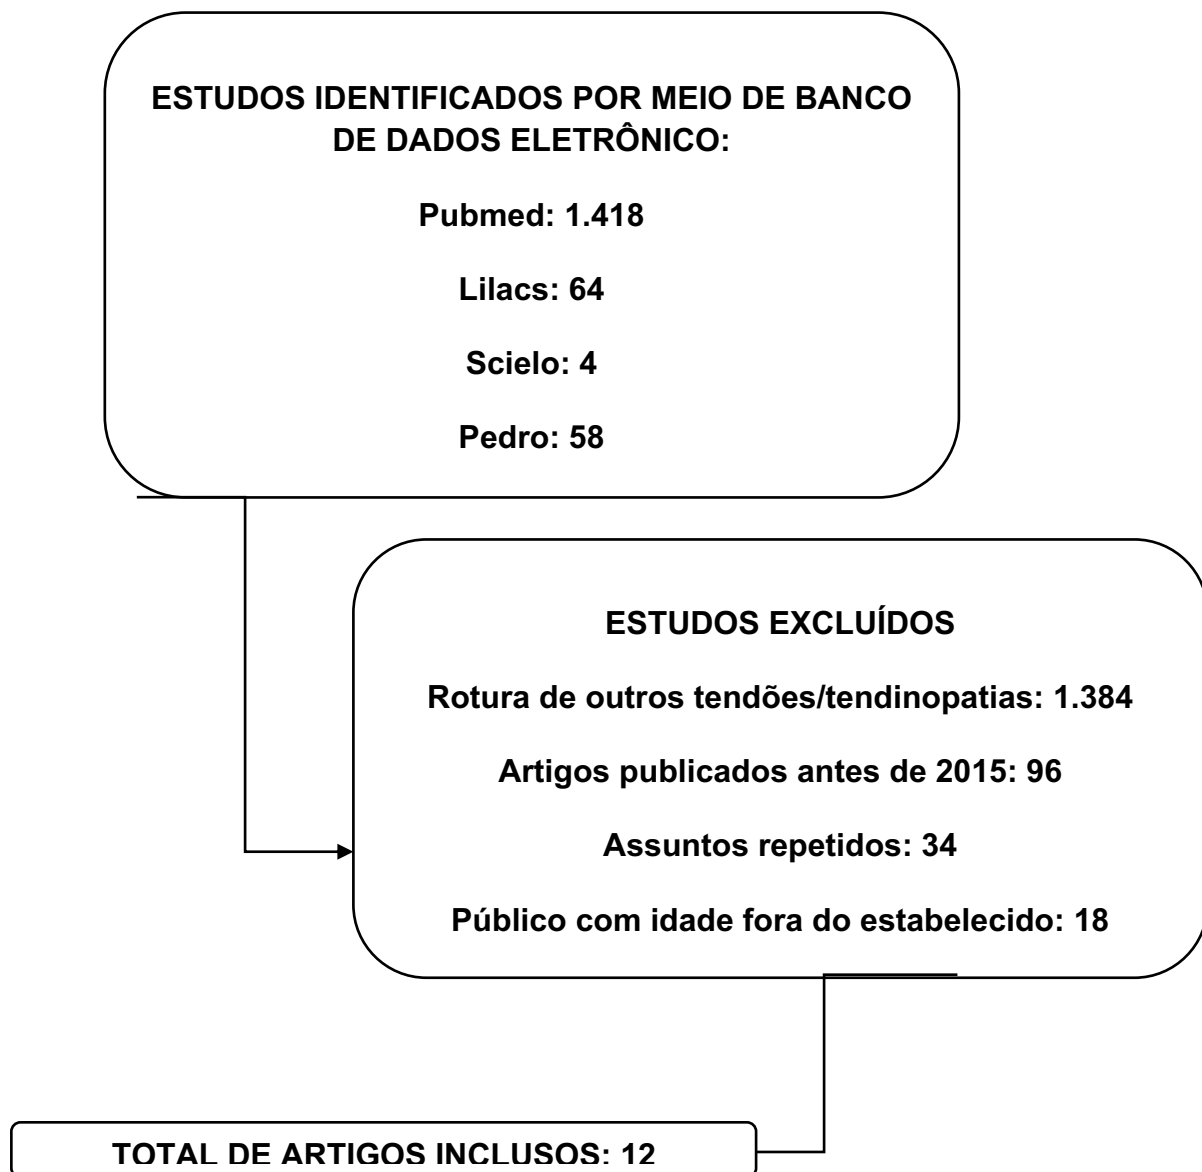 ESTUDOS IDENTIFICADOS POR MEIO DE BANCO
DE DADOS ELETRÔNICO:
Pubmed: 1.418
Lilacs: 64
Scielo: 4
Pedro: 58
ESTUDOS EXCLUÍDOS
Rotura de outros tendões/tendinopatias: 1.384
Artigos publicados antes de 2015: 96
Assuntos repetidos: 34
Público com idade fora do estabelecido: 18
TOTAL DE ARTIGOS INCLUSOS: 12